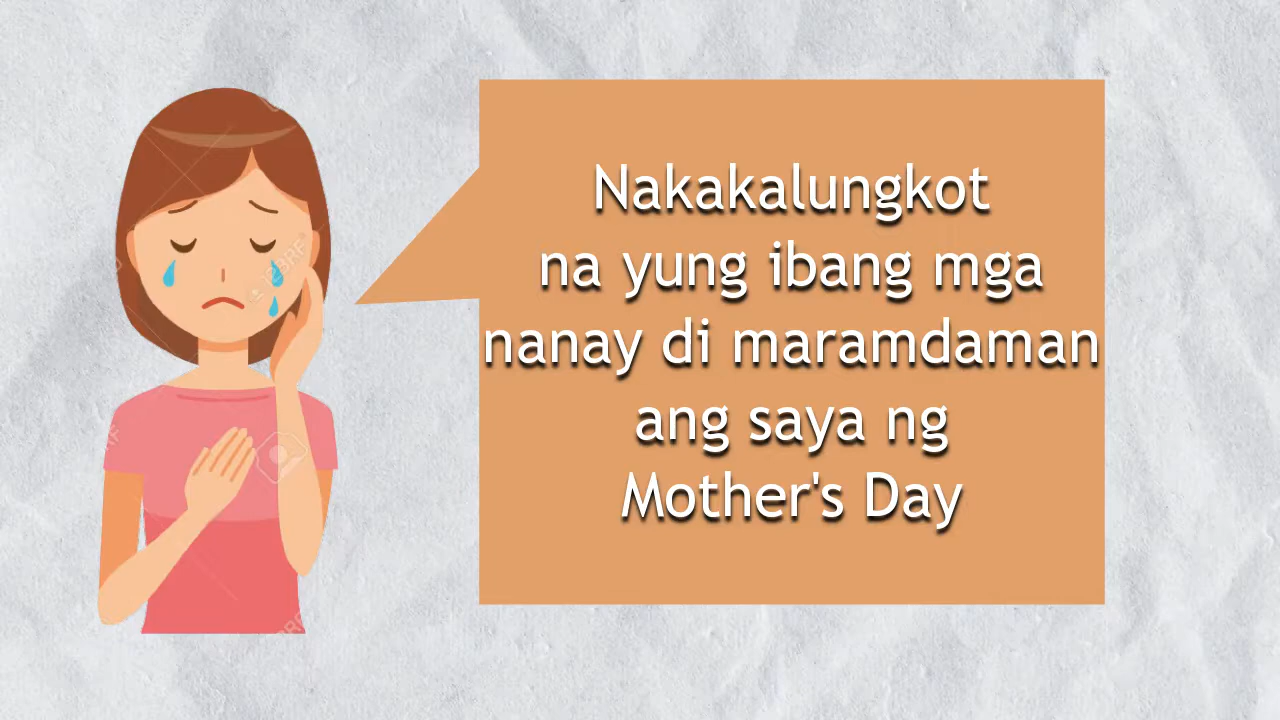 Nakakalungkot
na yung ibang mga
nanay di maramdaman
ang saya ng
Mother's Day